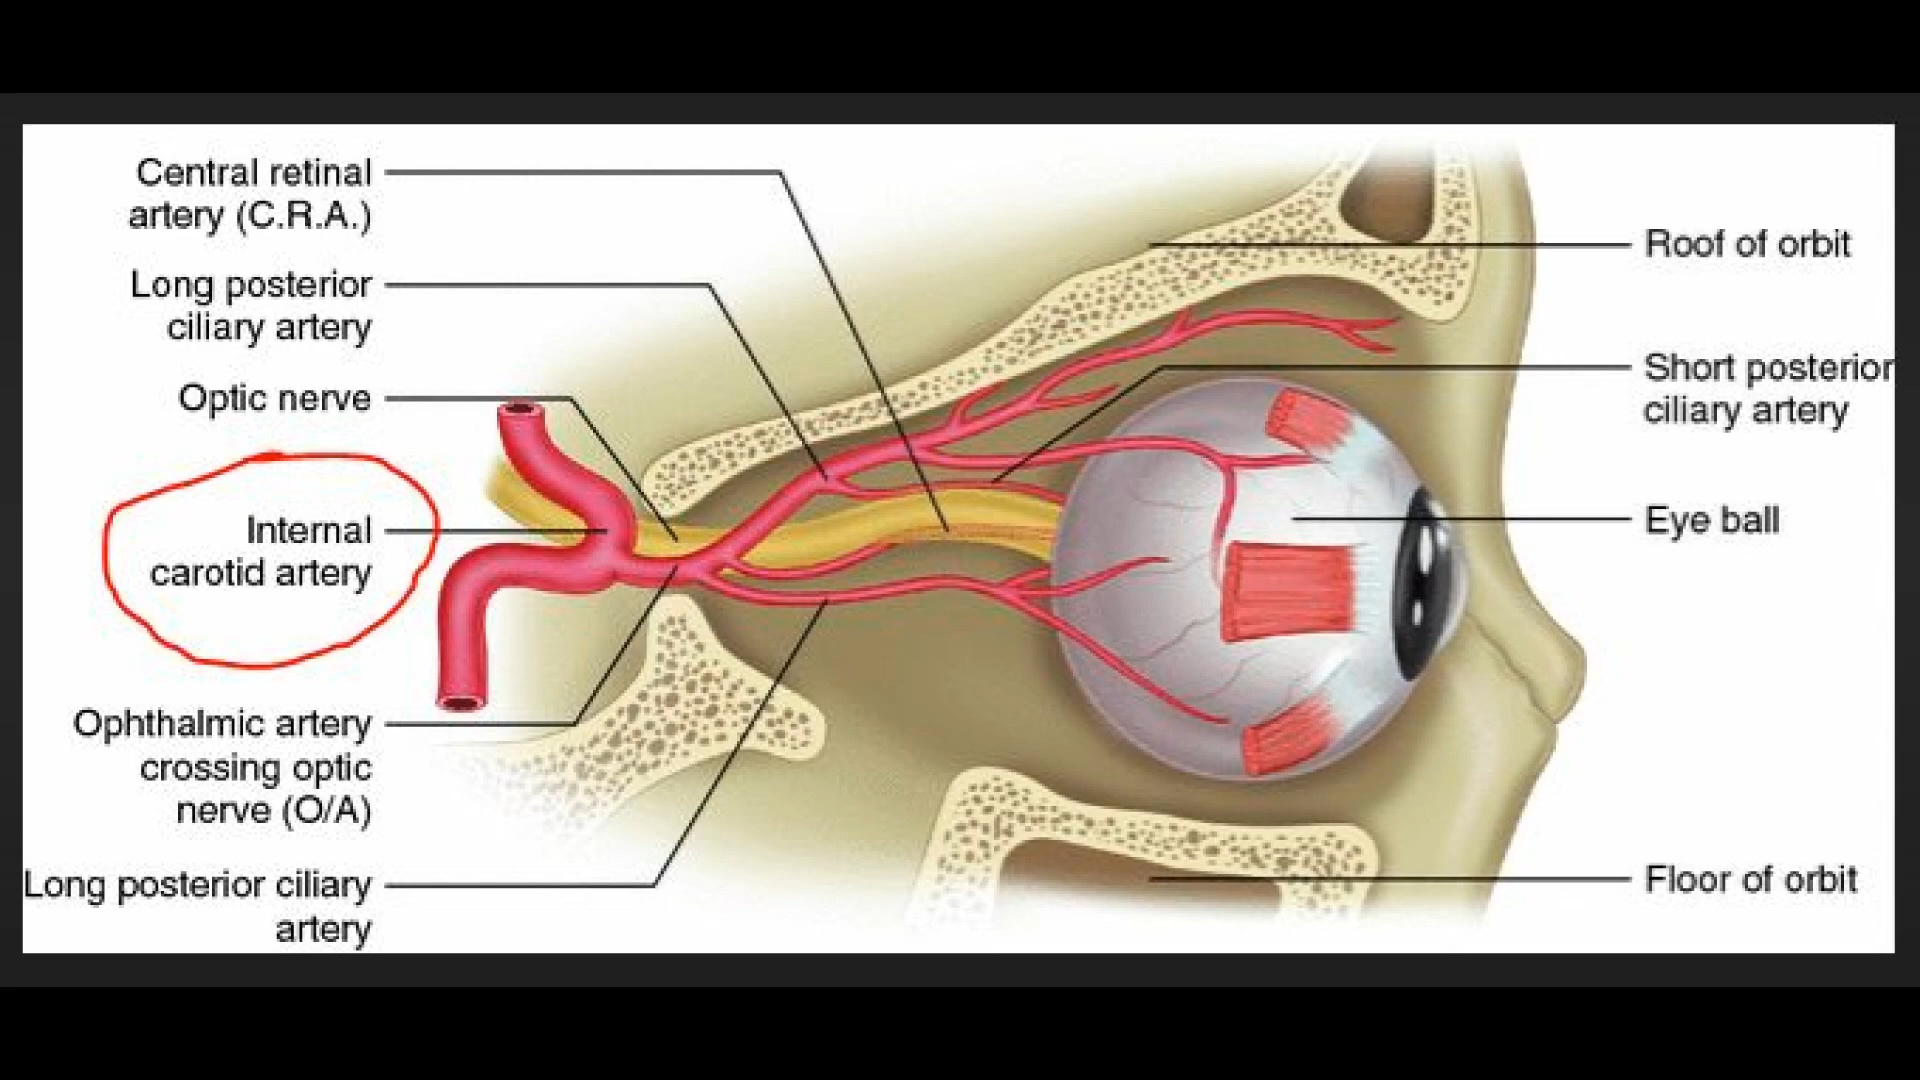 Central retinal
artery (C.R.A.)
Long posterior
ciliary artery
Optic nerve
Internal
carotid artery
Ophthalmic artery
crossing optic
nerve (O/A)
Long posterior ciliary
artery
Roof of orbit
Short posterior
ciliary artery
Eye ball
Floor of orbit